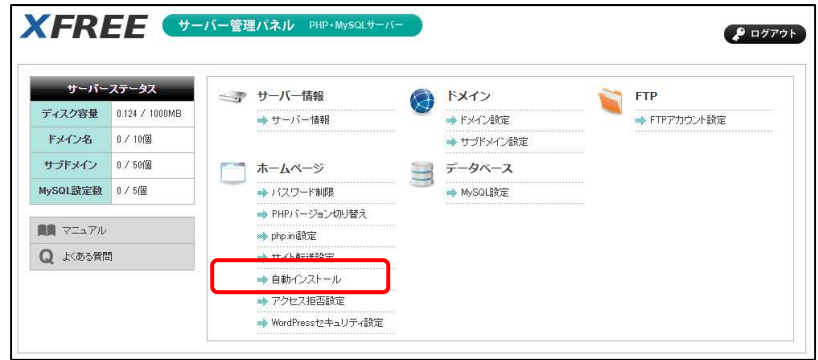 XFREE サーバー管理パネル PHP・MySQLサーバー
ログアウト
サーバーステータス
ディスク容量 0.124 / 1000MB
ドメイン名 0 / 10個
サブドメイン 0 / 50個
MySQL設定数 0 / 5個
マニュアル
よくある質問
サーバー情報
サーバー情報
ドメイン
ドメイン設定
サブドメイン設定
FTP
FTPアカウント設定
ホームページ
パスワード制限
PHPバージョン切り替え
php.ini設定
サイト転送設定
自動インストール
アクセス拒否設定
WordPressセキュリティ設定
データベース
MySQL設定